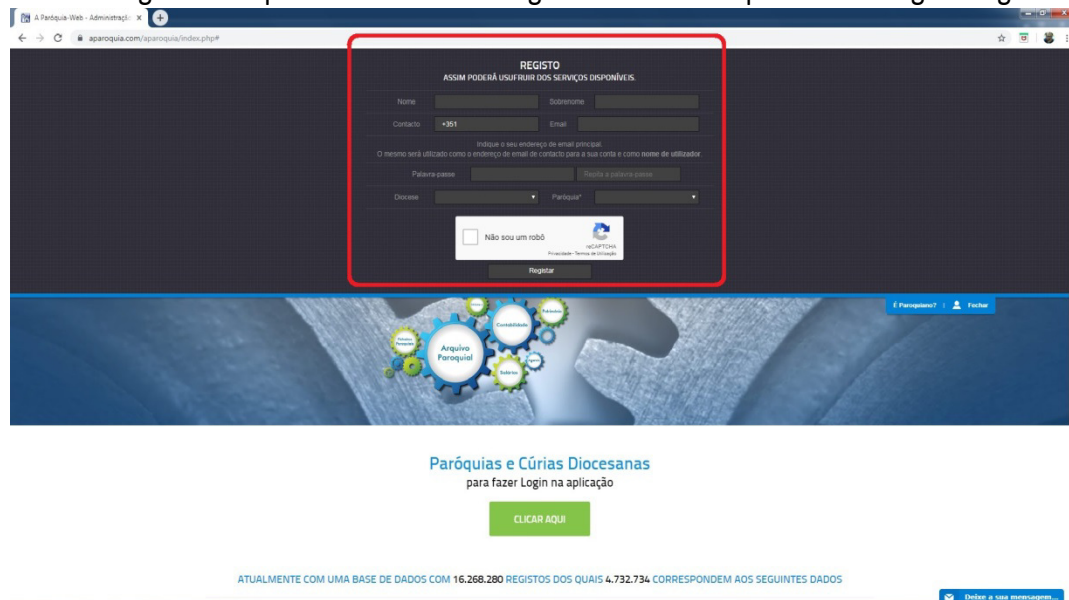 A Paróquia-Web - Administração
aparoquia.com/aparoquia/index.php#
REGISTO
ASSIM PODERÁ USUFRUIR DOS SERVIÇOS DISPONÍVEIS.
Nome
Sobrenome
Contacto +351
Email
Indique o seu endereço de email principal.
O mesmo será utilizado como o endereço de email de contacto para a sua conta e como nome de utilizador.
Palavra-passe
Repita a palavra-passe
Diocese
Paróquia*
Não sou um robô
reCAPTCHA
Privacidade - Termos de Utilização
Registar
É Paroquiano? | Fechar
Contabilidade
Arquivo
Paroquial
Salários
Paróquias e Cúrias Diocesanas
para fazer Login na aplicação
CLICAR AQUI
ATUALMENTE COM UMA BASE DE DADOS COM 16.268.280 REGISTOS DOS QUAIS 4.732.734 CORRESPONDEM AOS SEGUINTES DADOS
Deixe a sua mensagem...